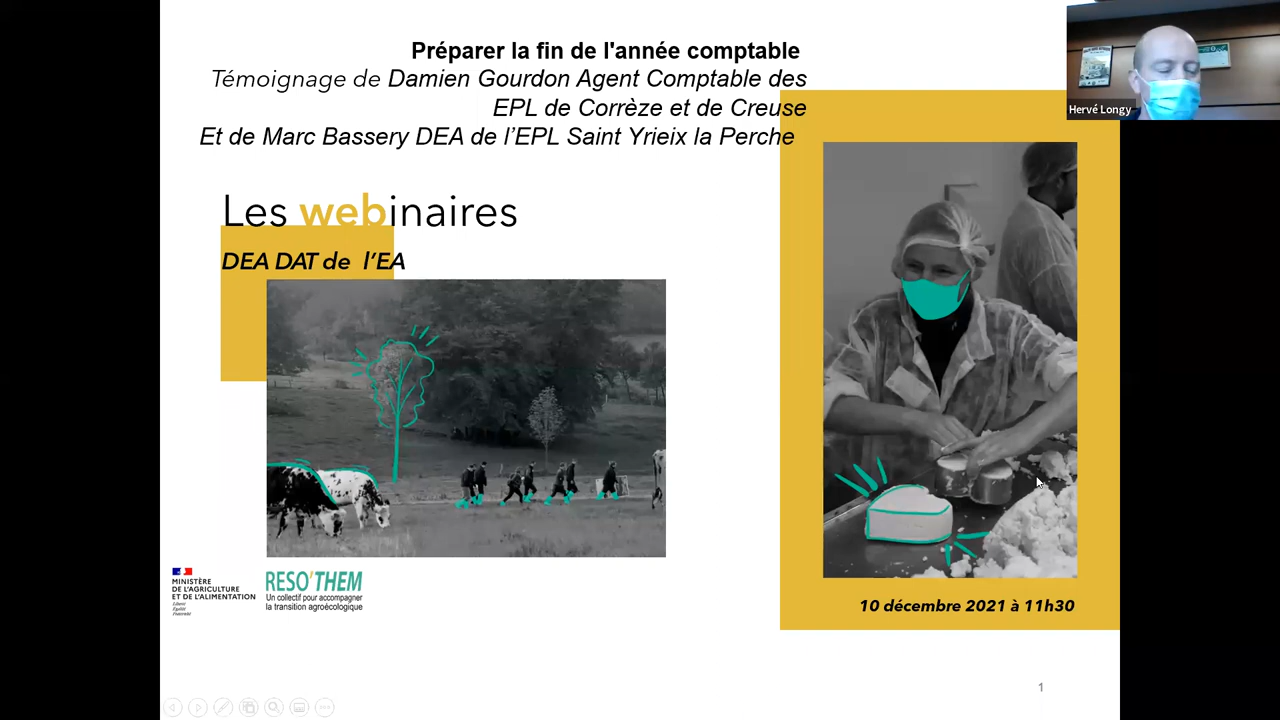 Préparer la fin de l'année comptable
Témoignage de Damien Gourdon Agent Comptable des
EPL de Corrèze et de Creuse
Et de Marc Bassery DEA de l’EPL Saint Yrieix la Perche
Hervé Longy
Les webinaires
DEA DAT de l’EA
MINISTÈRE
DE L'AGRICULTURE
ET DE L'ALIMENTATION
Liberté
Égalité
Fraternité
RESO'THEM
Un collectif pour accompagner
la transition agroécologique
10 décembre 2021 à 11h30
1